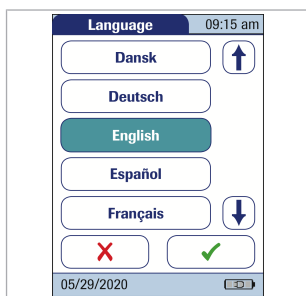 Language 09:15 am
Dansk
Deutsch
English
Español
Français
05/29/2020